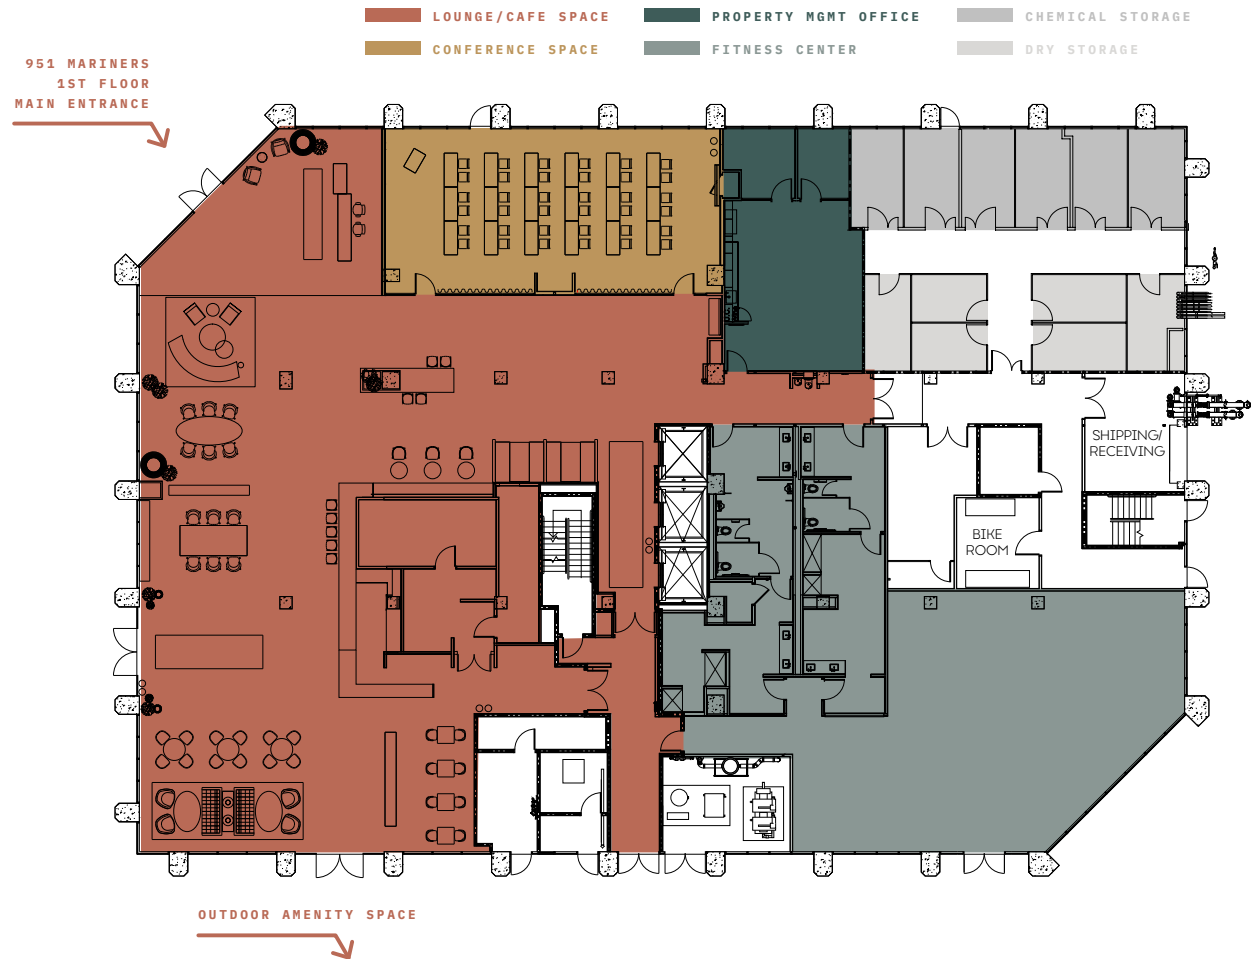 LOUNGE/CAFE SPACE
PROPERTY MGMT OFFICE
CHEMICAL STORAGE
CONFERENCE SPACE
FITNESS CENTER
DRY STORAGE
951 MARINERS
1ST FLOOR
MAIN ENTRANCE
SHIPPING/
RECEIVING
BIKE
ROOM
OUTDOOR AMENITY SPACE